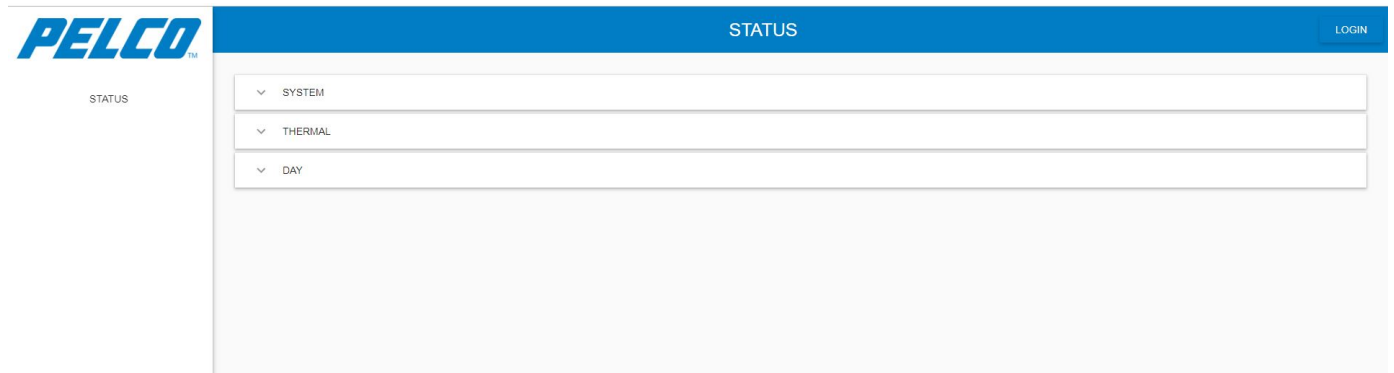 PELCO TM
STATUS
LOGIN
STATUS
SYSTEM
THERMAL
DAY